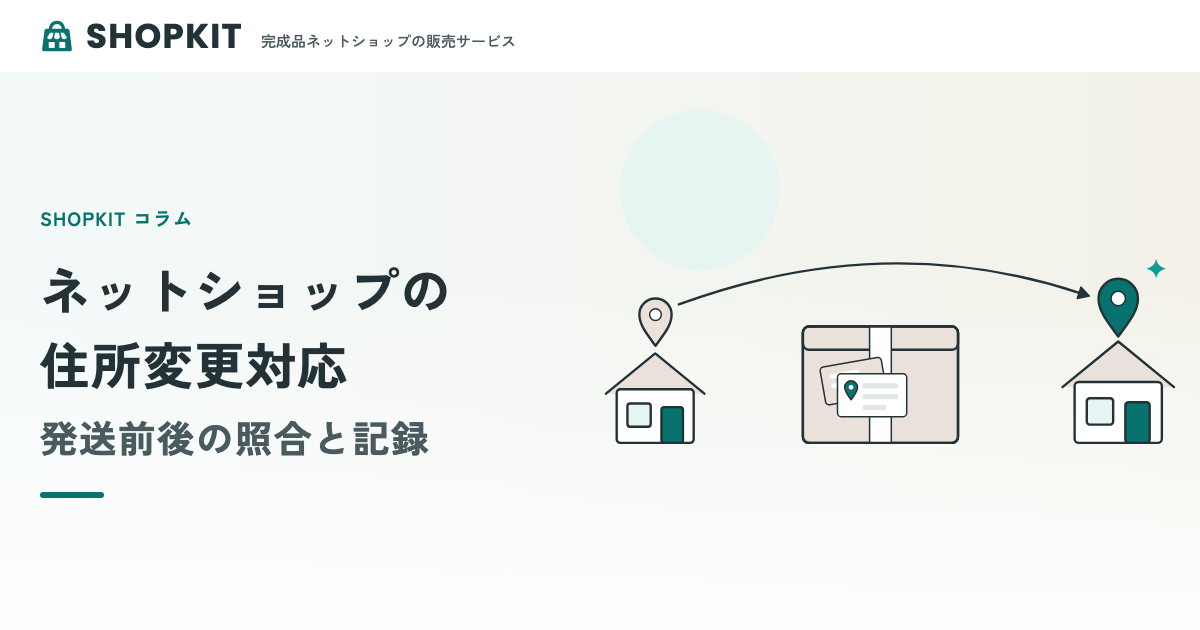 SHOPKIT 完成品ネットショップの販売サービス
SHOPKIT コラム
ネットショップの
住所変更対応
発送前後の照合と記録